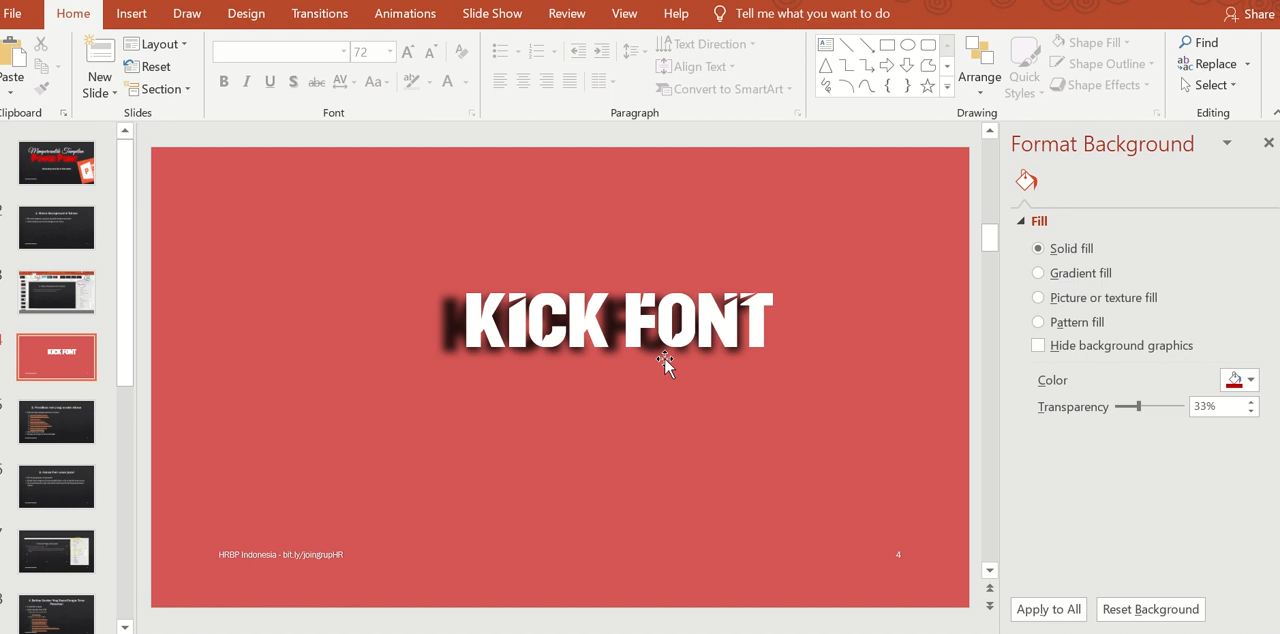 File Home Insert Draw Design Transitions Animations Slide Show Review View Help Tell me what you want to do Share
Paste
Clipboard
New Slide
Layout
Reset
Section
Slides
72
B I U S abc AV Aa A
Font
Text Direction
Align Text
Convert to SmartArt
Paragraph
Arrange
Quick Styles
Shape Fill
Shape Outline
Shape Effects
Drawing
Find
Replace
Select
Editing
KICK FONT
HRBP Indonesia - bit.ly/joingrupHR
4
Format Background
Fill
Solid fill
Gradient fill
Picture or texture fill
Pattern fill
Hide background graphics
Color
Transparency 33%
Apply to All Reset Background